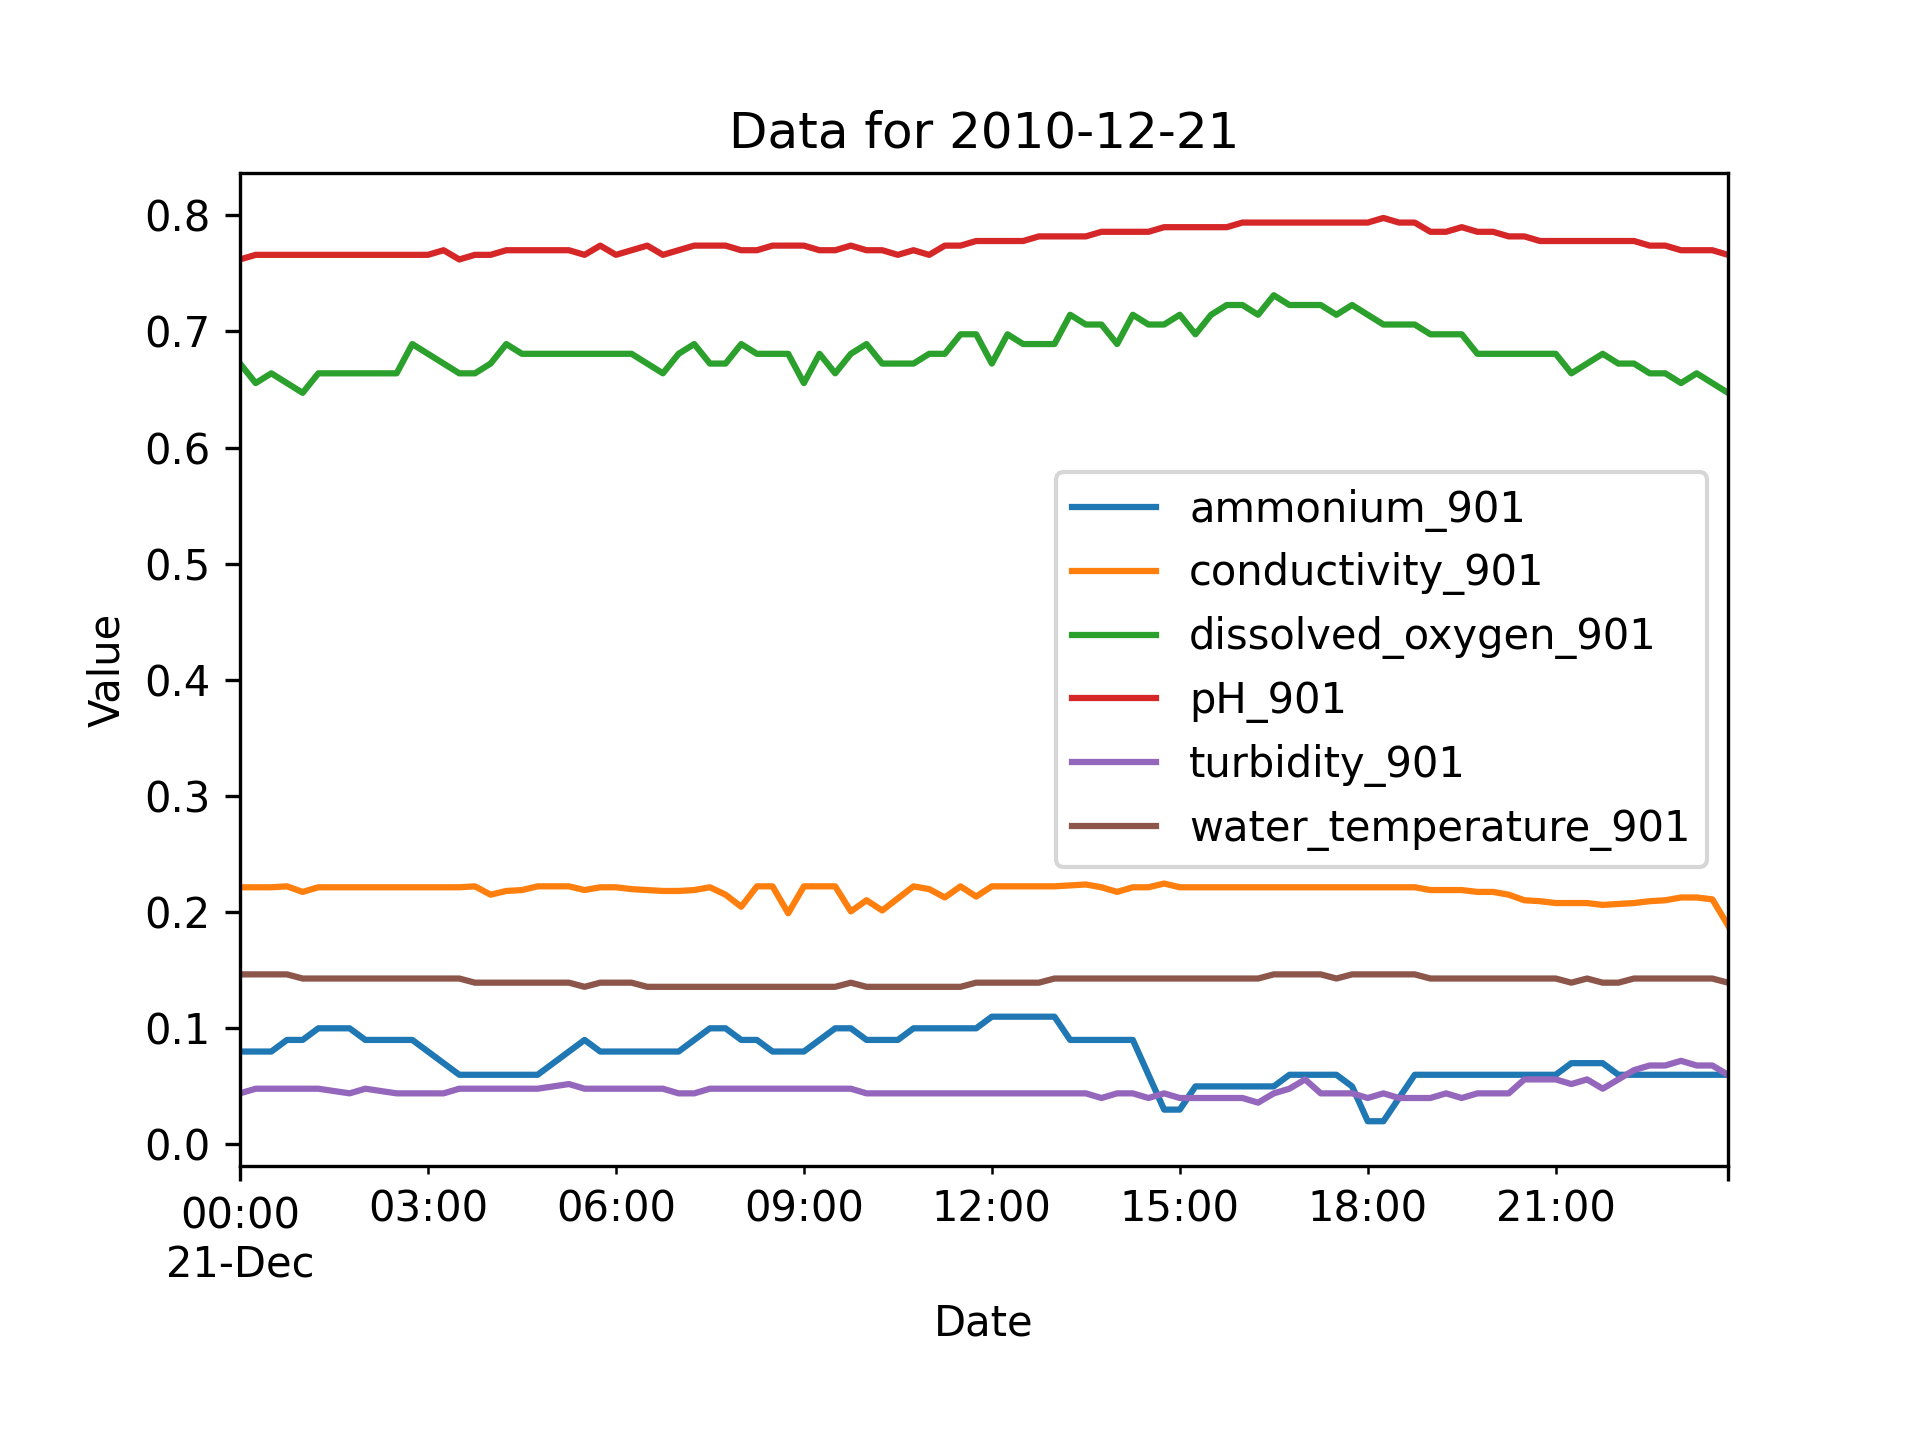 Data for 2010-12-21
Value
0.8
0.7
0.6
0.5
0.4
0.3
0.2
0.1
0.0
ammonium_901
conductivity_901
dissolved_oxygen_901
pH_901
turbidity_901
water_temperature_901
00:00 03:00 06:00 09:00 12:00 15:00 18:00 21:00
21-Dec
Date